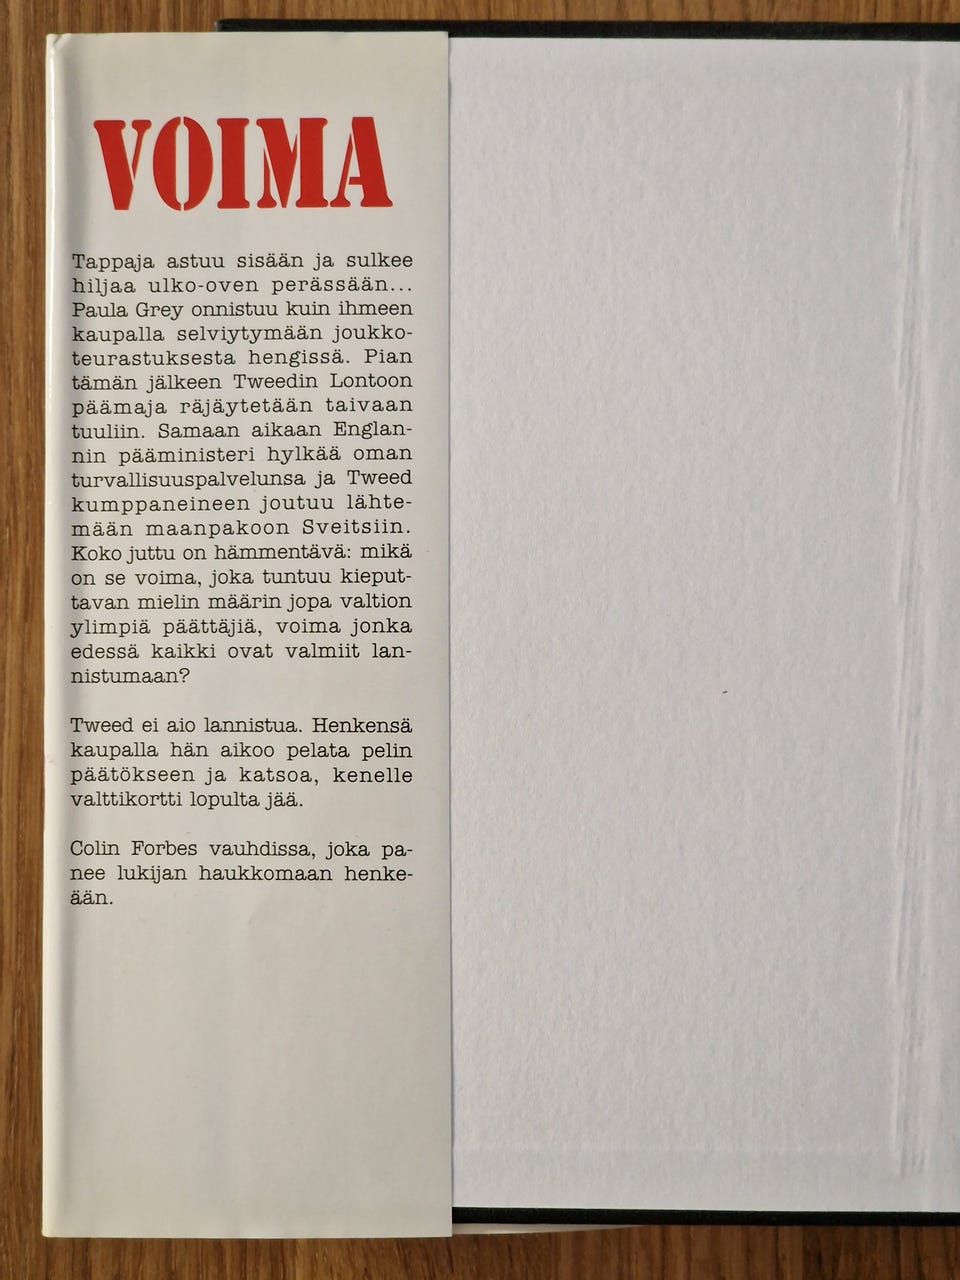 VOIMA
Tappaja astuu sisään ja sulkee
hiljaa ulko-oven perässään...
Paula Grey onnistuu kuin ihmeen
kaupalla selviytymään joukko-
teurastuksesta hengissä. Pian
tämän jälkeen Tweedin Lontoon
päämaja räjäytetään taivaan
tuuliin. Samaan aikaan Englan-
nin pääministeri hylkää oman
turvallisuuspalvelunsa ja Tweed
kumppaneineen joutuu lähte-
mään maanpakoon Sveitsiin.
Koko juttu on hämmentävä: mikä
on se voima, joka tuntuu kieput-
tavan mielin määrin jopa valtion
ylimpiä päättäjiä, voima jonka
edessä kaikki ovat valmiit lan-
nistumaan?
Tweed ei aio lannistua. Henkensä
kaupalla hän aikoo pelata pelin
päätökseen ja katsoa, kenelle
valttikortti lopulta jää.
Colin Forbes vauhdissa, joka pa-
nee lukijan haukkomaan henke-
ään.